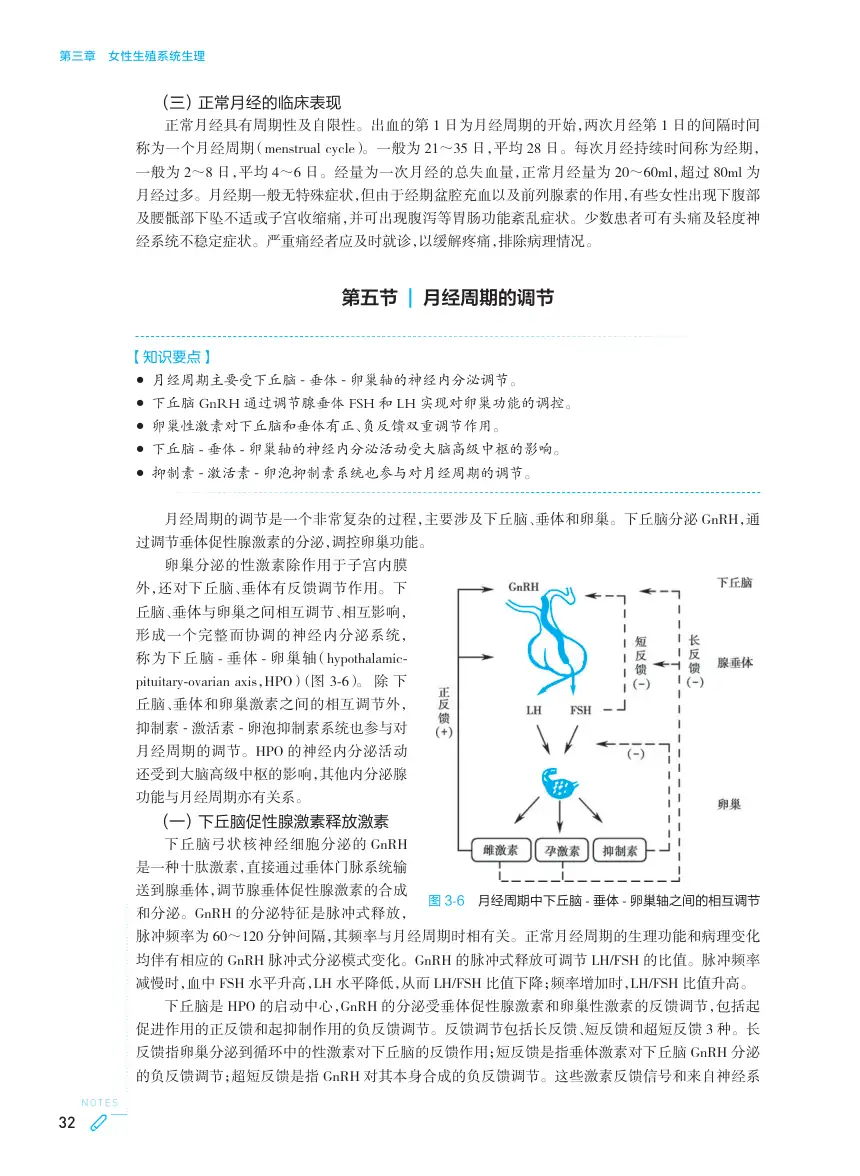 第三章 女性生殖系统生理
（三）正常月经的临床表现
正常月经具有周期性及自限性。出血的第 1 日为月经周期的开始，两次月经第 1 日的间隔时间
称为一个月经周期（menstrual cycle）。一般为 21～35 日，平均 28 日。每次月经持续时间称为经期，
一般为 2～8 日，平均 4～6 日。经量为一次月经的总失血量，正常月经量为 20～60ml，超过 80ml 为
月经过多。月经期一般无特殊症状，但由于经期盆腔充血以及前列腺素的作用，有些女性出现下腹部
及腰骶部下坠不适或子宫收缩痛，并可出现腹泻等胃肠功能紊乱症状。少数患者可有头痛及轻度神
经系统不稳定症状。严重痛经者应及时就诊，以缓解疼痛，排除病理情况。
第五节 | 月经周期的调节
【知识要点】
● 月经周期主要受下丘脑 - 垂体 - 卵巢轴的神经内分泌调节。
● 下丘脑 GnRH 通过调节腺垂体 FSH 和 LH 实现对卵巢功能的调控。
● 卵巢性激素对下丘脑和垂体有正、负反馈双重调节作用。
● 下丘脑 - 垂体 - 卵巢轴的神经内分泌活动受大脑高级中枢的影响。
● 抑制素 - 激活素 - 卵泡抑制素系统也参与对月经周期的调节。
月经周期的调节是一个非常复杂的过程，主要涉及下丘脑、垂体和卵巢。下丘脑分泌 GnRH，通
过调节垂体促性腺激素的分泌，调控卵巢功能。
卵巢分泌的性激素除作用于子宫内膜
外，还对下丘脑、垂体有反馈调节作用。下
丘脑、垂体与卵巢之间相互调节、相互影响，
形成一个完整而协调的神经内分泌系统，
称为下丘脑 - 垂体 - 卵巢轴（hypothalamic-
pituitary-ovarian axis，HPO）（图 3-6）。除下
丘脑、垂体和卵巢激素之间的相互调节外，
抑制素 - 激活素 - 卵泡抑制素系统也参与对
月经周期的调节。HPO 的神经内分泌活动
还受到大脑高级中枢的影响，其他内分泌腺
功能与月经周期亦有关系。
（一）下丘脑促性腺激素释放激素
下丘脑弓状核神经细胞分泌的 GnRH
是一种十肽激素，直接通过垂体门脉系统输
送到腺垂体，调节腺垂体促性腺激素的合成
和分泌。GnRH 的分泌特征是脉冲式释放，
GnRH
下丘脑
短反馈(-)
长反馈(-)
腺垂体
正反馈(+)
LH FSH
(-)
卵巢
雌激素 孕激素 抑制素
图 3-6 月经周期中下丘脑 - 垂体 - 卵巢轴之间的相互调节
脉冲频率为 60～120 分钟间隔，其频率与月经周期时相有关。正常月经周期的生理功能和病理变化
均伴有相应的 GnRH 脉冲式分泌模式变化。GnRH 的脉冲式释放可调节 LH/FSH 的比值。脉冲频率
减慢时，血中 FSH 水平升高，LH 水平降低，从而 LH/FSH 比值下降；频率增加时，LH/FSH 比值升高。
下丘脑是 HPO 的启动中心，GnRH 的分泌受垂体促性腺激素和卵巢性激素的反馈调节，包括起
促进作用的正反馈和起抑制作用的负反馈调节。反馈调节包括长反馈、短反馈和超短反馈 3 种。长
反馈指卵巢分泌到循环中的性激素对下丘脑的反馈作用；短反馈是指垂体激素对下丘脑 GnRH 分泌
的负反馈调节；超短反馈是指 GnRH 对其本身合成的负反馈调节。这些激素反馈信号和来自神经系
NOTES
32